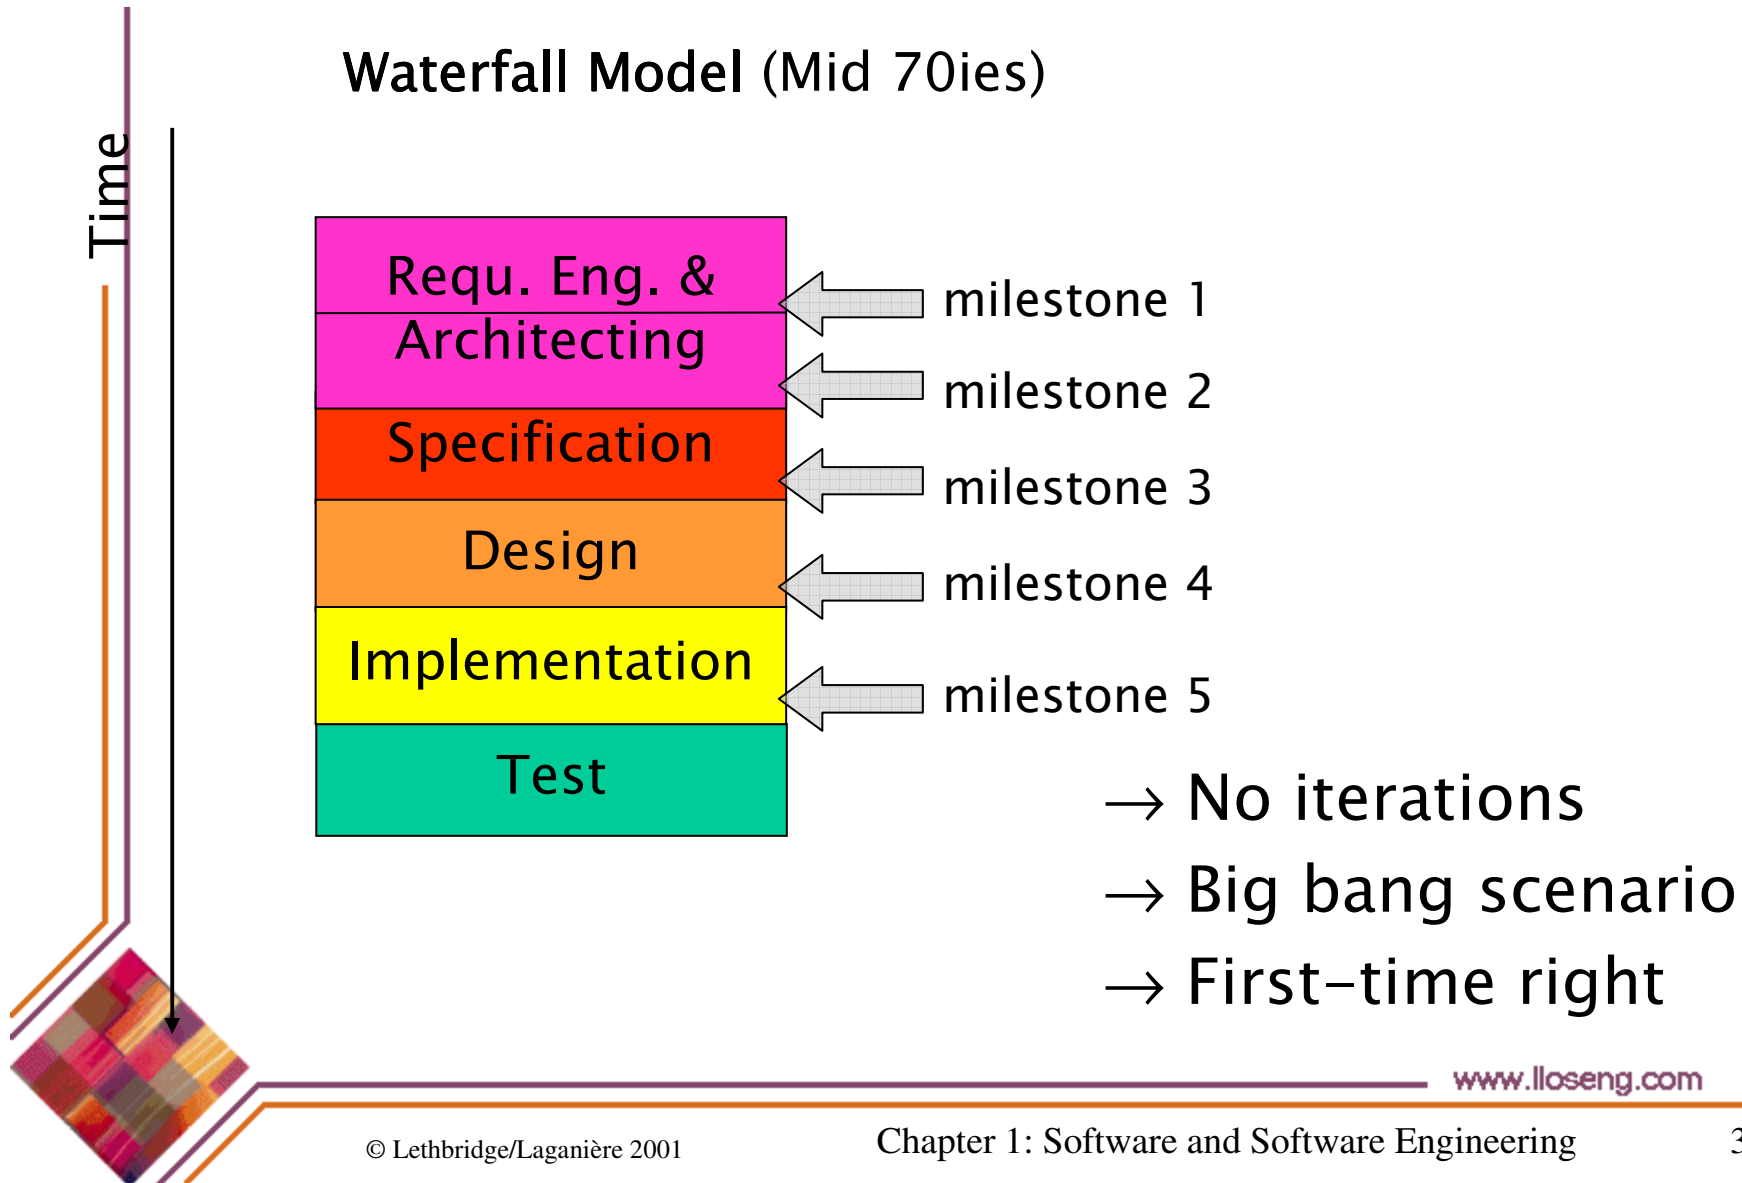 Waterfall Model (Mid 70ies)
Time
Requ. Eng. &
Architecting
Specification
Design
Implementation
Test
milestone 1
milestone 2
milestone 3
milestone 4
milestone 5
→ No iterations
→ Big bang scenario
→ First-time right
www.lloseng.com
© Lethbridge/Laganière 2001
Chapter 1: Software and Software Engineering
3